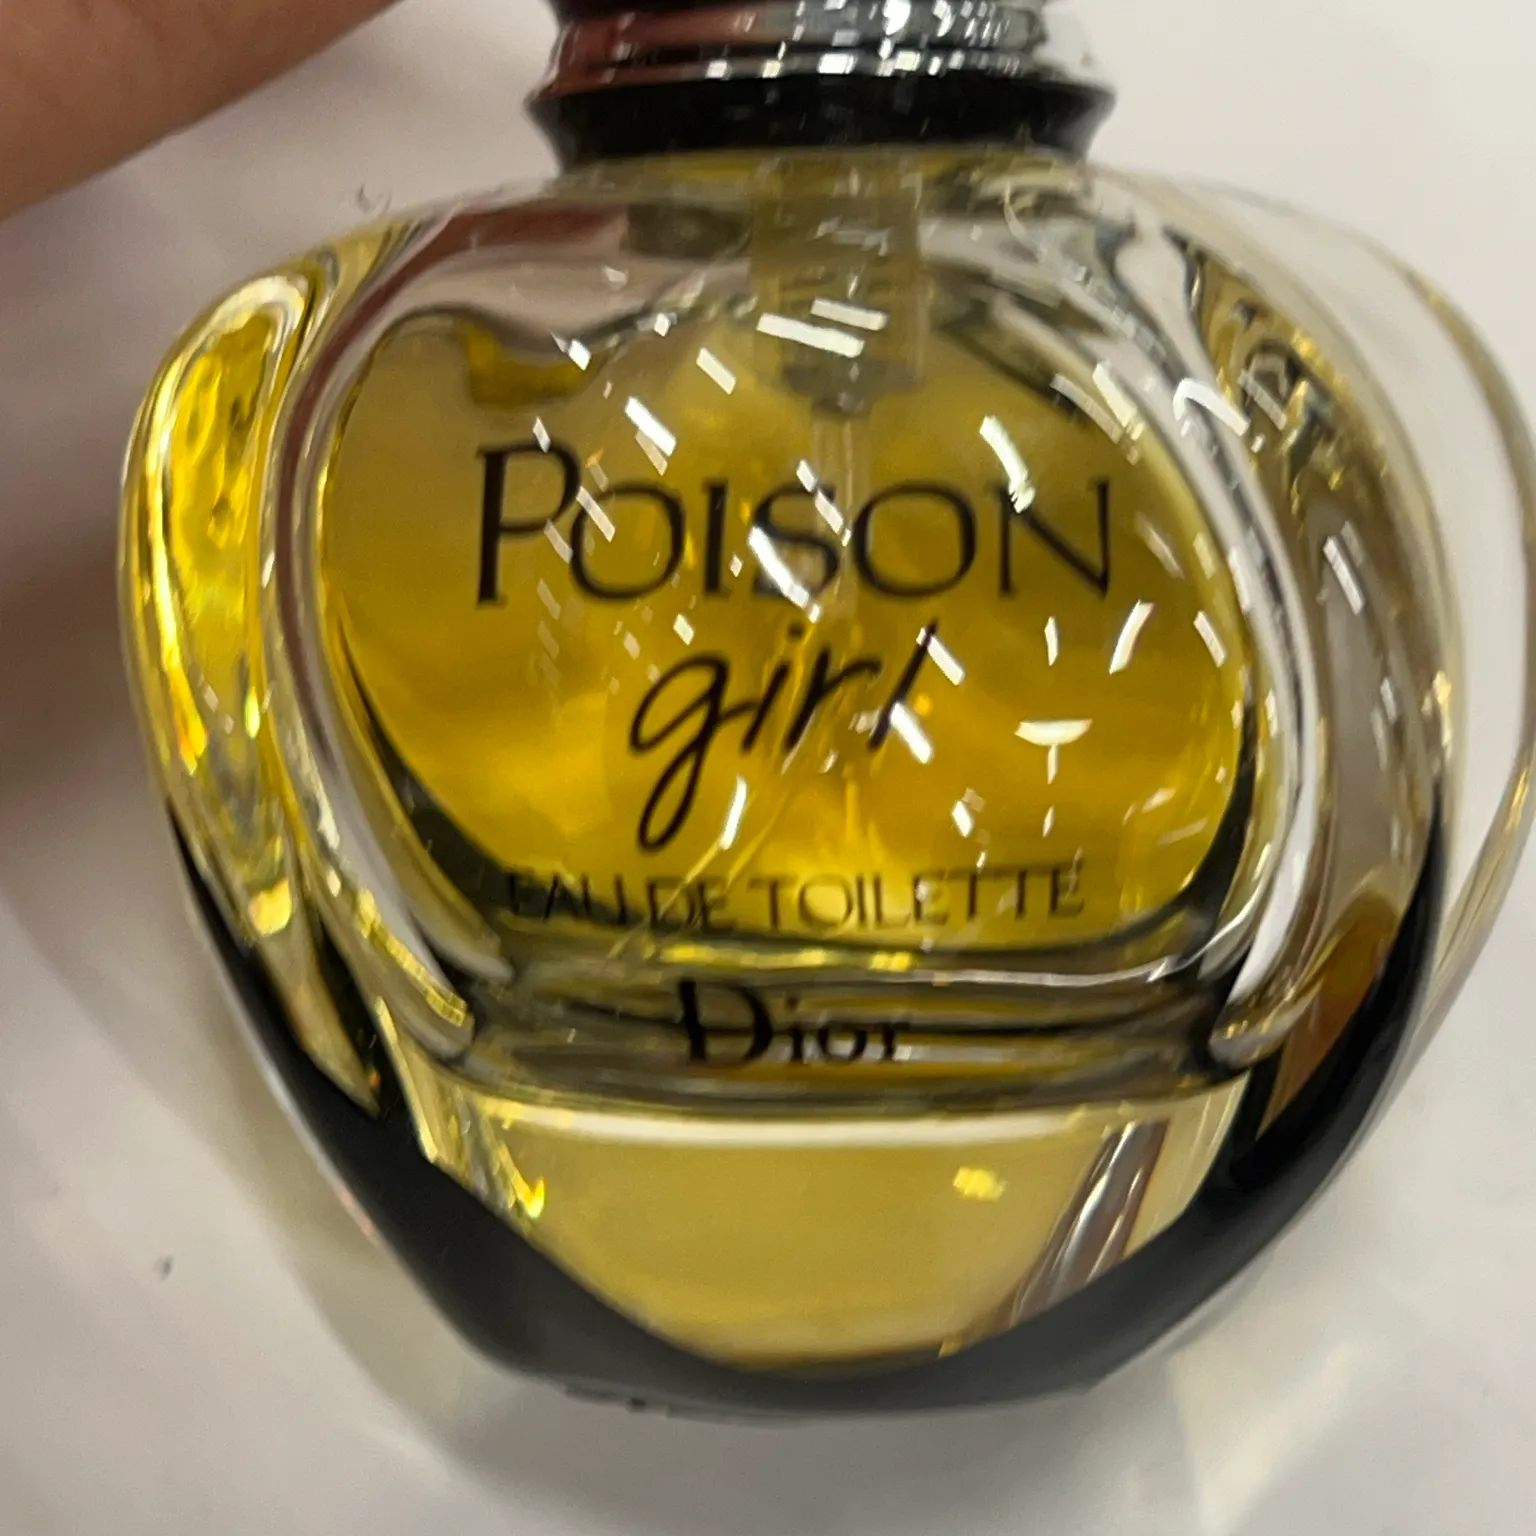 POISON
girl
EAU DE TOILETTE
Dior